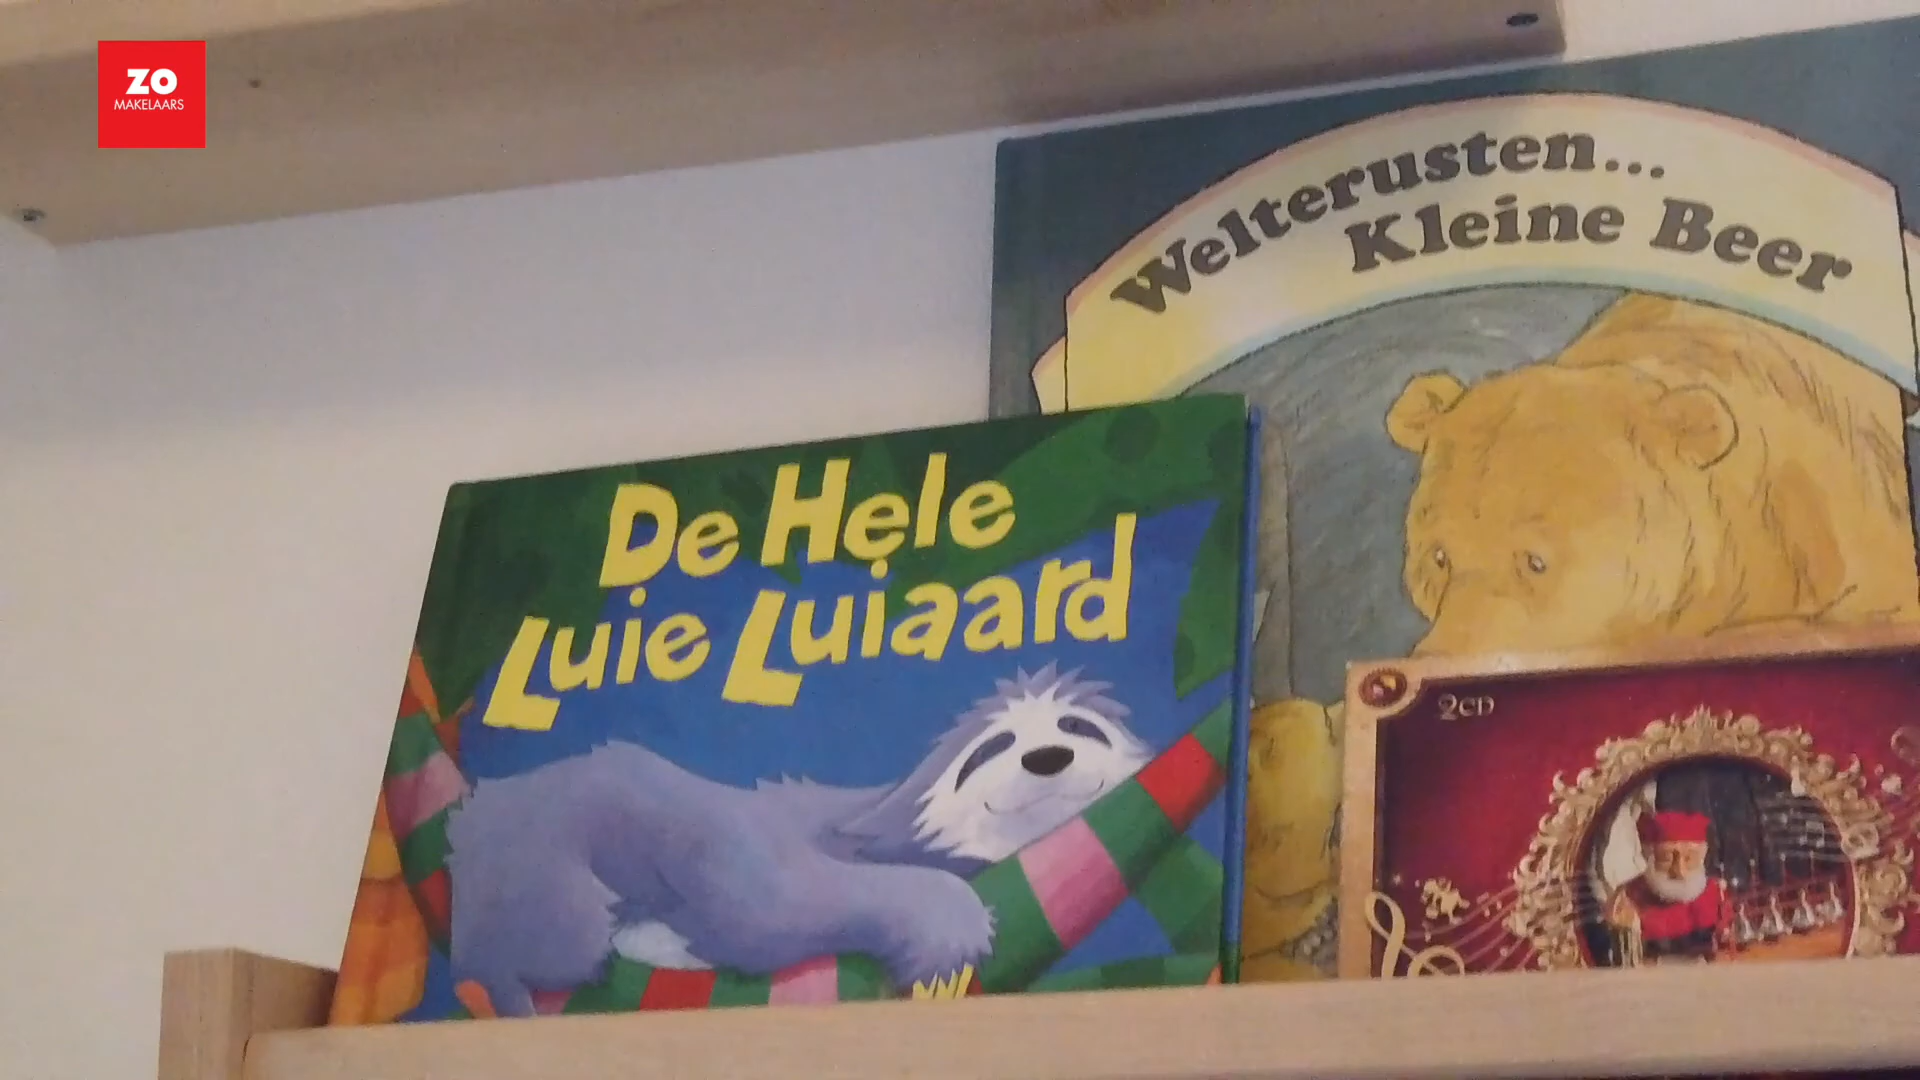 ZO
MAKELAARS
Welterusten...
Kleine Beer
De Hele
Luie Luiaard
2CD